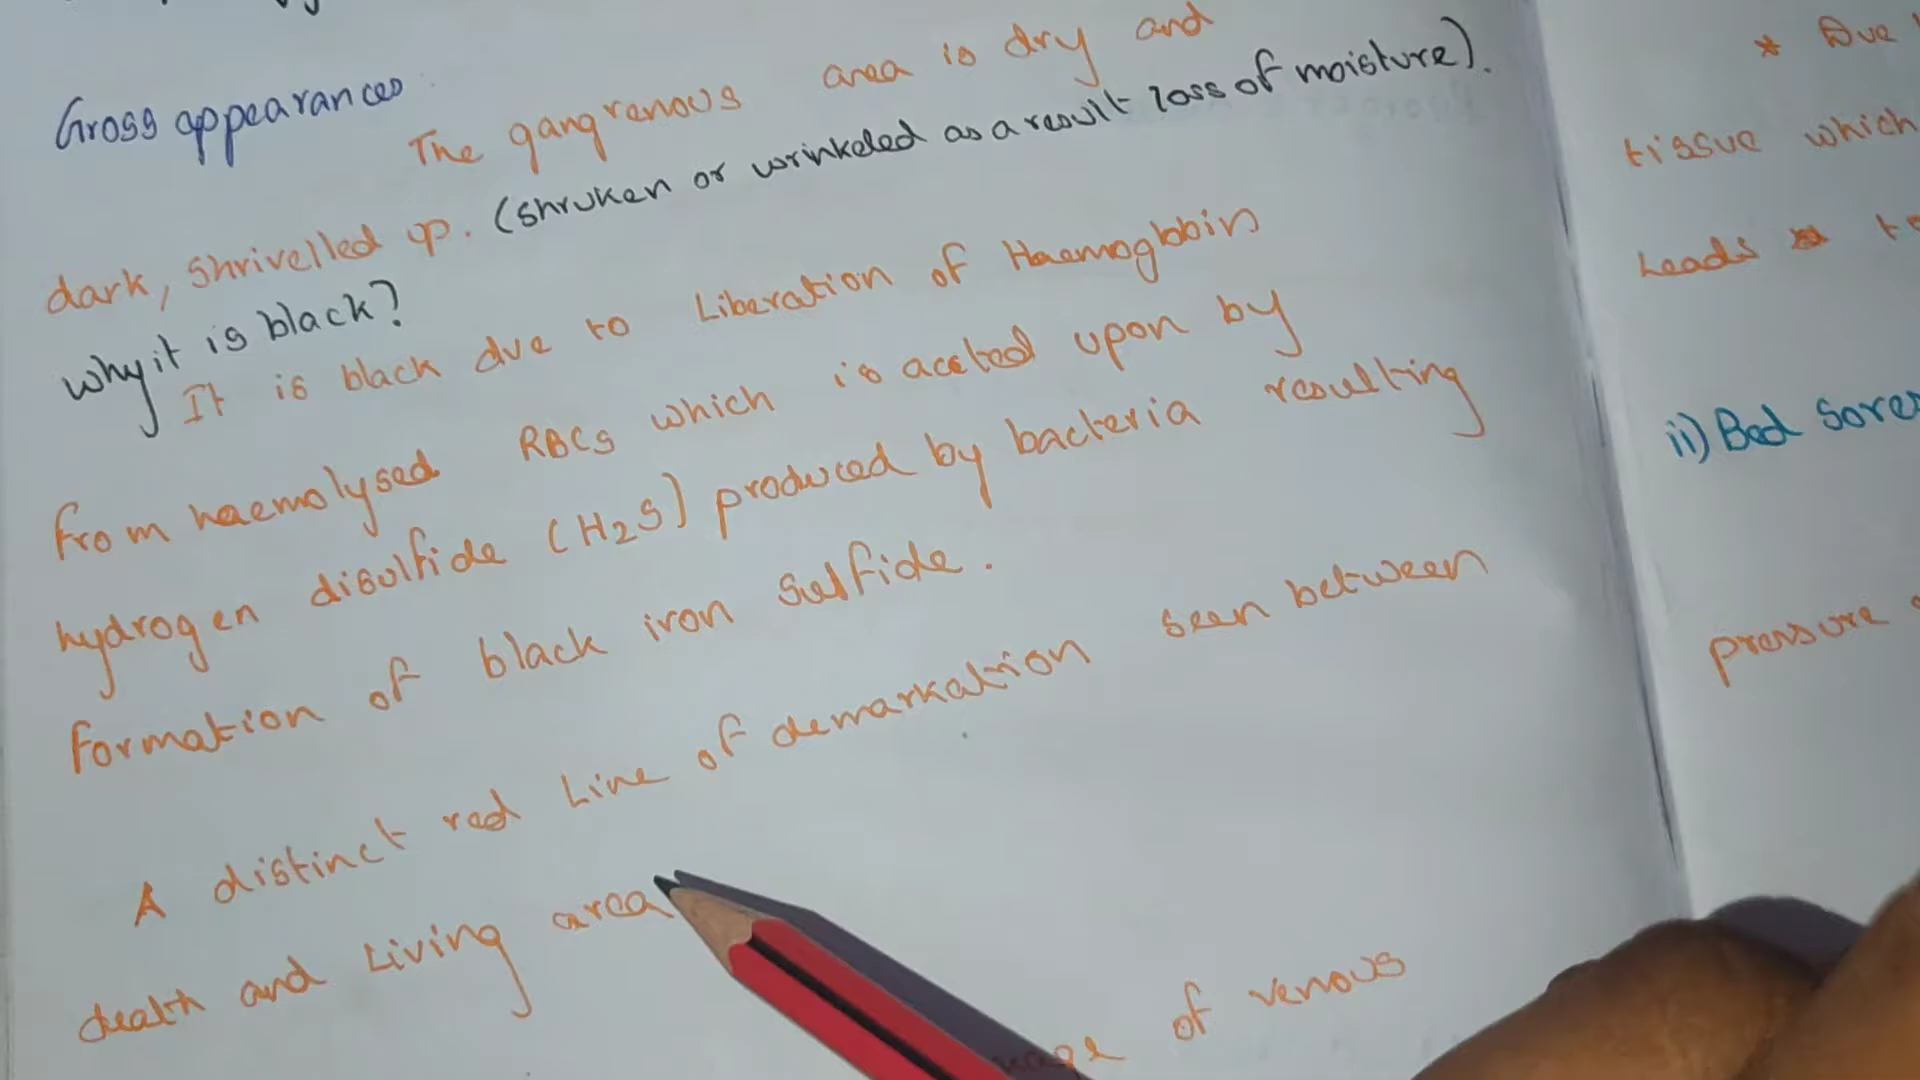 Gross appearances
The gangrenous area is dry and
dark, shrivelled up. (shruken or wrinkeled as a result loss of moisture).
why it is black?
It is black due to Liberation of Haemoglobin
from haemolysed RBCs which is acted upon by
hydrogen disulfide (H2S) produced by bacteria resulting
formation of black iron sulfide.
A distinct red Line of demarkation seen between
death and Living area
of venous
* Due
tissue which
Leads
ii) Bed sores
pressure